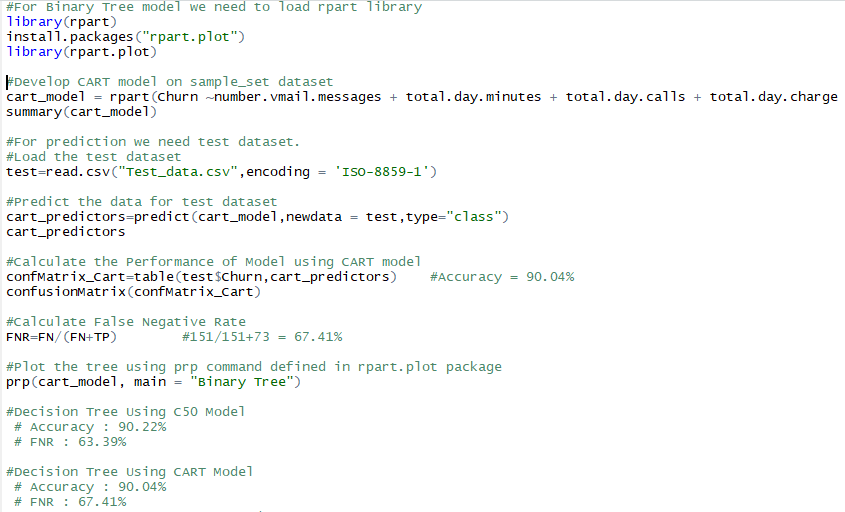 #For Binary Tree model we need to load rpart library
library(rpart)
install.packages("rpart.plot")
library(rpart.plot)
#Develop CART model on sample_set dataset
cart_model = rpart(Churn ~number.vmail.messages + total.day.minutes + total.day.calls + total.day.charge
summary(cart_model)
#For prediction we need test dataset.
#Load the test dataset
test=read.csv("Test_data.csv",encoding = 'ISO-8859-1')
#Predict the data for test dataset
cart_predictors=predict(cart_model,newdata = test,type="class")
cart_predictors
#Calculate the Performance of Model using CART model
confMatrix_Cart=table(test$Churn,cart_predictors)    #Accuracy = 90.04%
confusionMatrix(confMatrix_Cart)
#Calculate False Negative Rate
FNR=FN/(FN+TP)        #151/151+73 = 67.41%
#Plot the tree using prp command defined in rpart.plot package
prp(cart_model, main = "Binary Tree")
#Decision Tree Using C50 Model
# Accuracy : 90.22%
# FNR : 63.39%
#Decision Tree Using CART Model
# Accuracy : 90.04%
# FNR : 67.41%